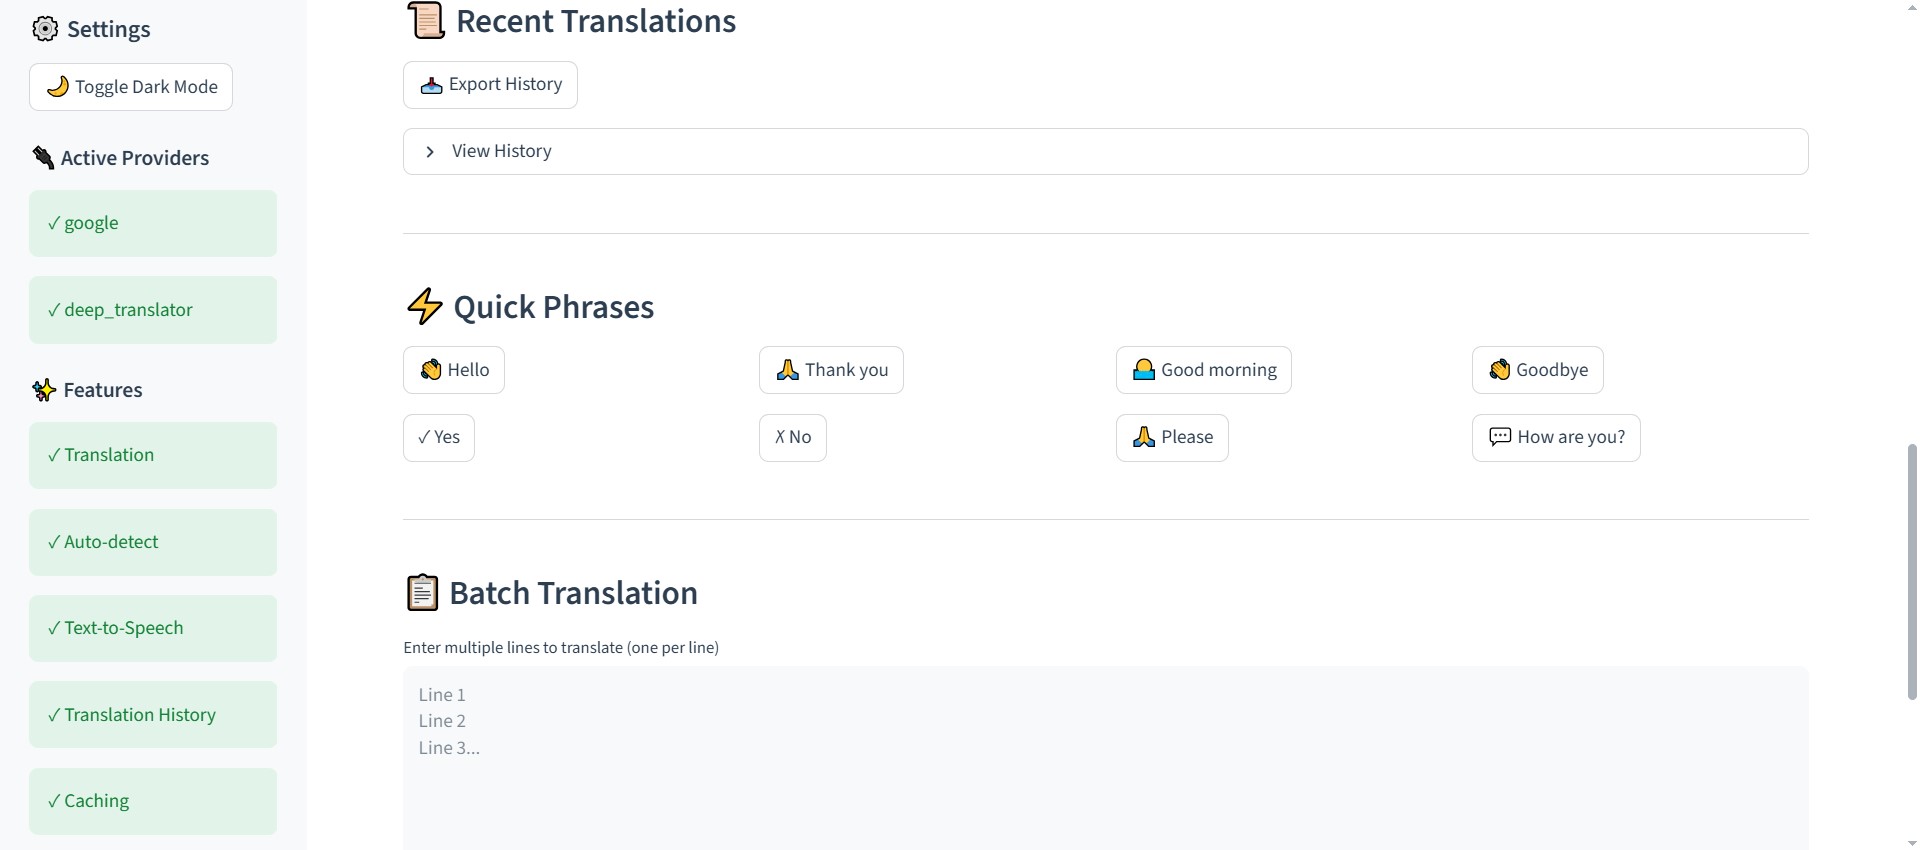 Settings
Toggle Dark Mode
Active Providers
✓ google
✓ deep_translator
Features
✓ Translation
✓ Auto-detect
✓ Text-to-Speech
✓ Translation History
✓ Caching
Recent Translations
Export History
View History
Quick Phrases
Hello
Thank you
Good morning
Goodbye
✓ Yes
✗ No
Please
How are you?
Batch Translation
Enter multiple lines to translate (one per line)
Line 1
Line 2
Line 3...